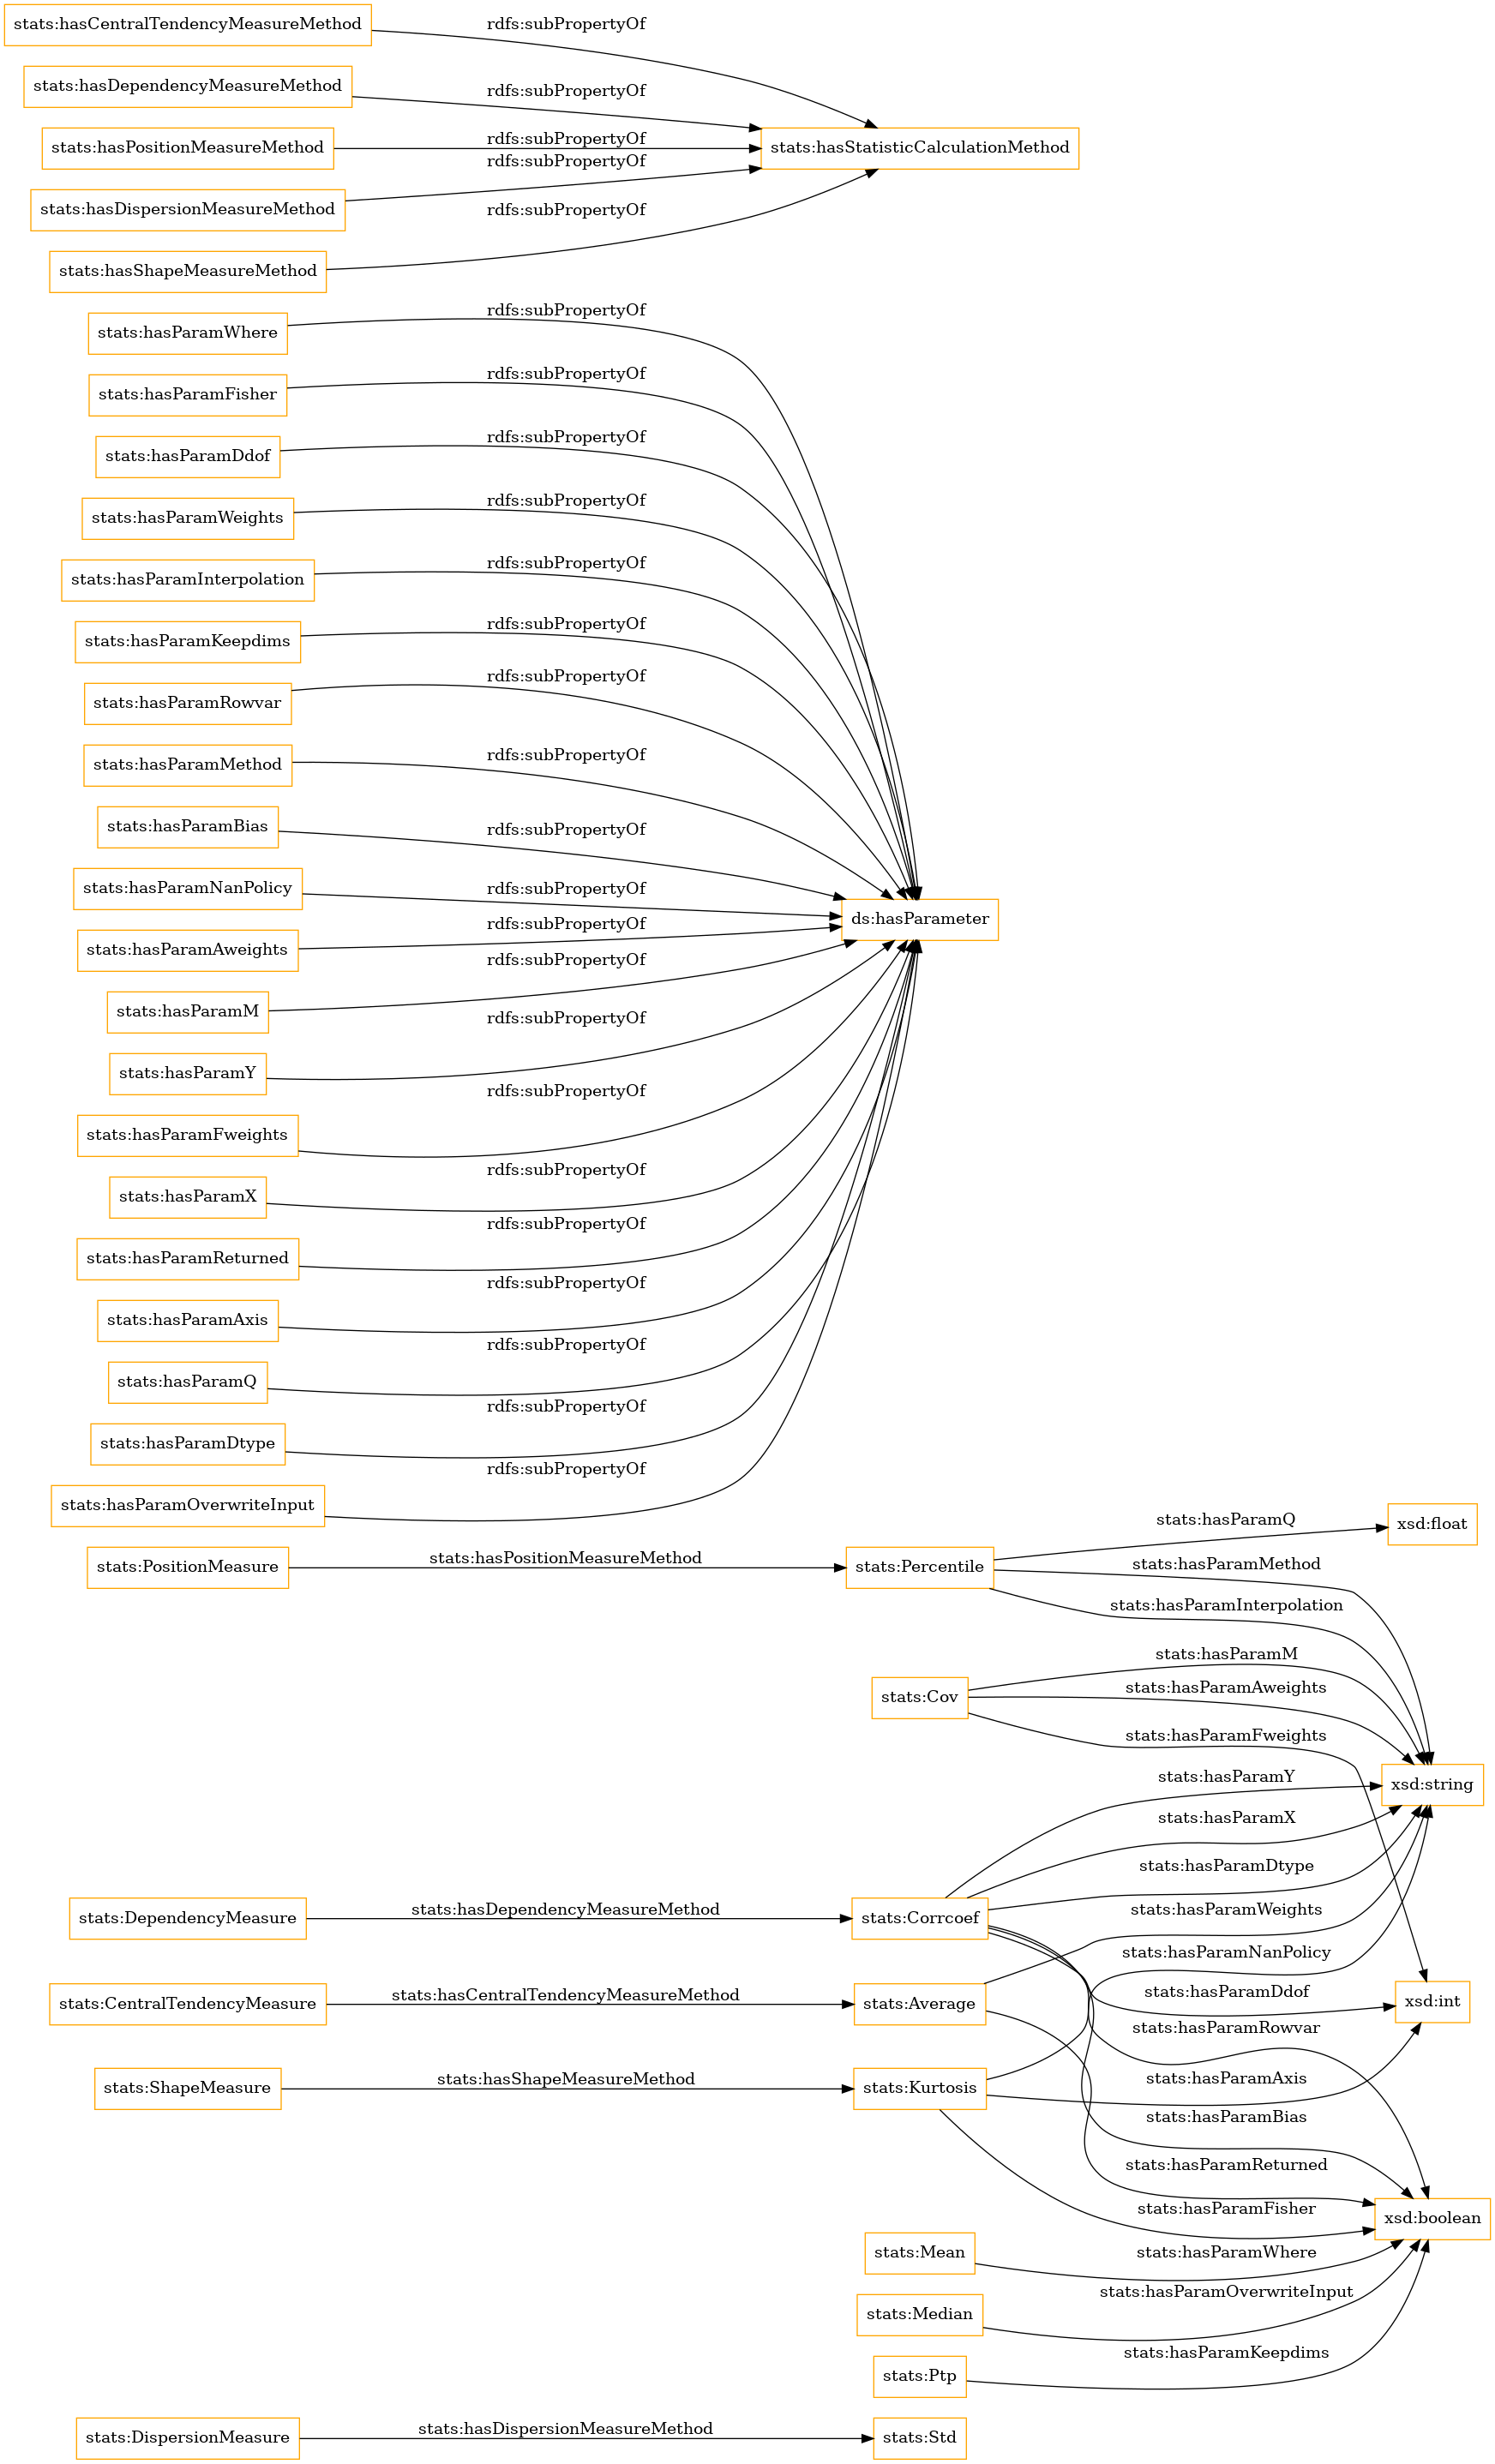 stats:hasCentralTendencyMeasureMethod
rdfs:subPropertyOf
stats:hasDependencyMeasureMethod
rdfs:subPropertyOf
stats:hasPositionMeasureMethod
rdfs:subPropertyOf
stats:hasStatisticCalculationMethod
rdfs:subPropertyOf
stats:hasDispersionMeasureMethod
rdfs:subPropertyOf
stats:hasShapeMeasureMethod
rdfs:subPropertyOf
stats:hasParamWhere
rdfs:subPropertyOf
stats:hasParamFisher
rdfs:subPropertyOf
stats:hasParamDdof
rdfs:subPropertyOf
stats:hasParamWeights
rdfs:subPropertyOf
stats:hasParamInterpolation
rdfs:subPropertyOf
stats:hasParamKeepdims
rdfs:subPropertyOf
stats:hasParamRowvar
rdfs:subPropertyOf
stats:hasParamMethod
rdfs:subPropertyOf
stats:hasParamBias
rdfs:subPropertyOf
stats:hasParamNanPolicy
rdfs:subPropertyOf
ds:hasParameter
stats:hasParamAweights
rdfs:subPropertyOf
stats:hasParamM
rdfs:subPropertyOf
stats:hasParamY
rdfs:subPropertyOf
stats:hasParamFweights
rdfs:subPropertyOf
stats:hasParamX
rdfs:subPropertyOf
stats:hasParamReturned
rdfs:subPropertyOf
stats:hasParamAxis
rdfs:subPropertyOf
stats:hasParamQ
rdfs:subPropertyOf
stats:hasParamDtype
rdfs:subPropertyOf
stats:hasParamOverwriteInput
stats:hasParamQ
xsd:float
stats:PositionMeasure
stats:hasPositionMeasureMethod
stats:Percentile
stats:hasParamMethod
stats:hasParamInterpolation
stats:hasParamM
stats:Cov
stats:hasParamAweights
stats:hasParamFweights
stats:hasParamY
xsd:string
stats:hasParamX
stats:hasParamDtype
stats:DependencyMeasure
stats:hasDependencyMeasureMethod
stats:Corrcoef
stats:hasParamWeights
stats:hasParamNanPolicy
stats:hasParamDdof
stats:CentralTendencyMeasure
stats:hasCentralTendencyMeasureMethod
stats:Average
xsd:int
stats:hasParamRowvar
stats:ShapeMeasure
stats:hasShapeMeasureMethod
stats:Kurtosis
stats:hasParamAxis
stats:hasParamBias
stats:hasParamReturned
stats:hasParamFisher
xsd:boolean
stats:Mean
stats:hasParamWhere
stats:hasParamOverwriteInput
stats:Median
stats:hasParamKeepdims
stats:Ptp
stats:DispersionMeasure
stats:hasDispersionMeasureMethod
stats:Std